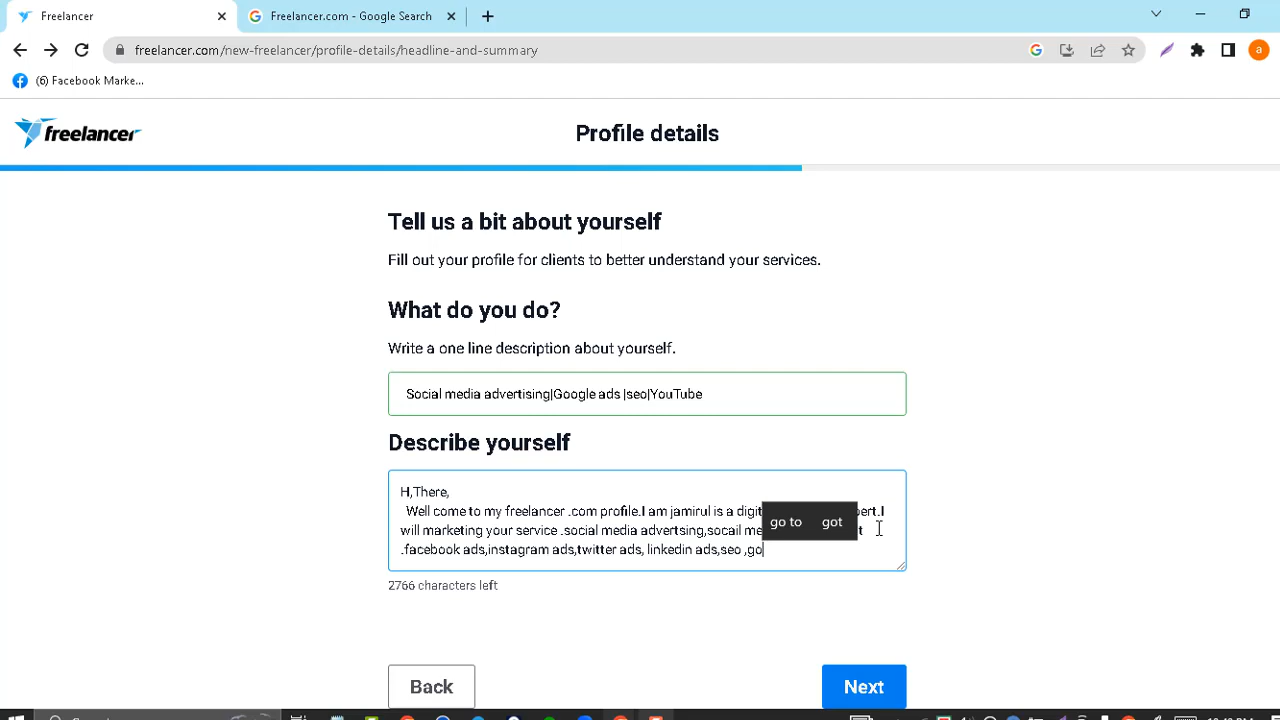 Freelancer
Freelancer.com - Google Search
freelancer.com/new-freelancer/profile-details/headline-and-summary
a
(6) Facebook Marke...
freelancer
Profile details
Tell us a bit about yourself
Fill out your profile for clients to better understand your services.
What do you do?
Write a one line description about yourself.
Social media advertising|Google ads |seo|YouTube
Describe yourself
H,There,
Well come to my freelancer .com profile.I am jamirul is a digit pert.I
go to got
will marketing your service .social media advertsing,socail me t
.facebook ads,instagram ads,twitter ads, linkedin ads,seo ,go
2766 characters left
Back
Next